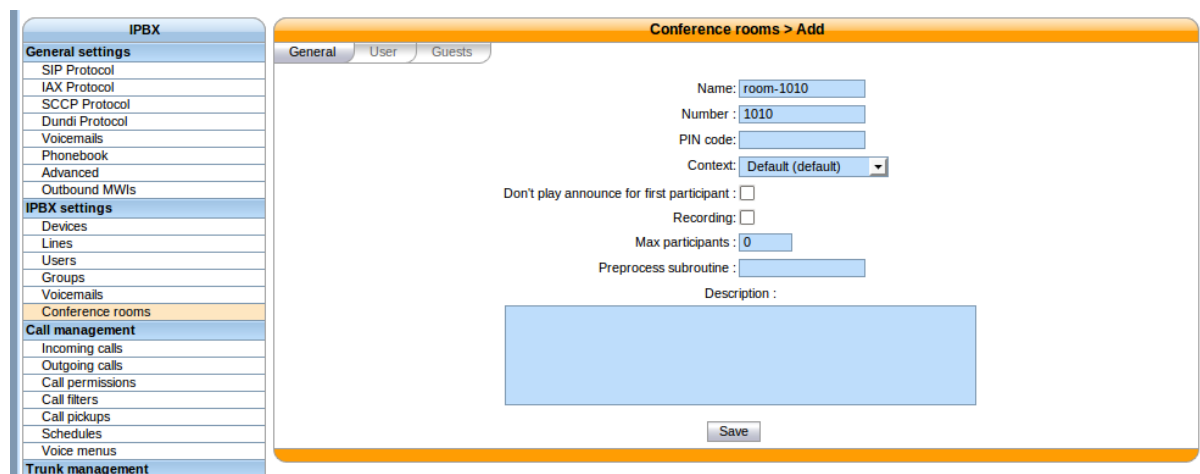 IPBX
General settings
SIP Protocol
IAX Protocol
SCCP Protocol
Dundi Protocol
Voicemails
Phonebook
Advanced
Outbound MWIs
IPBX settings
Devices
Lines
Users
Groups
Voicemails
Conference rooms
Call management
Incoming calls
Outgoing calls
Call permissions
Call filters
Call pickups
Schedules
Voice menus
Trunk management
Conference rooms > Add
General User Guests
Name: room-1010
Number : 1010
PIN code:
Context: Default (default)
Don't play announce for first participant :
Recording:
Max participants : 0
Preprocess subroutine :
Description :
Save